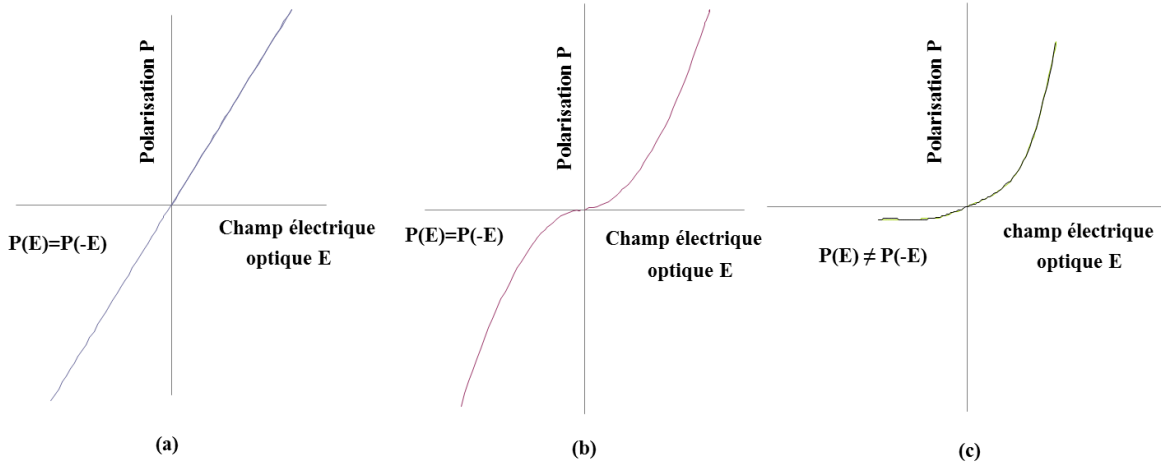 Polarisation P
Champ électrique
optique E
P(E)=P(-E)
(a)
Polarisation P
Champ électrique
optique E
P(E)=P(-E)
(b)
Polarisation P
champ électrique
optique E
P(E) ≠ P(-E)
(c)